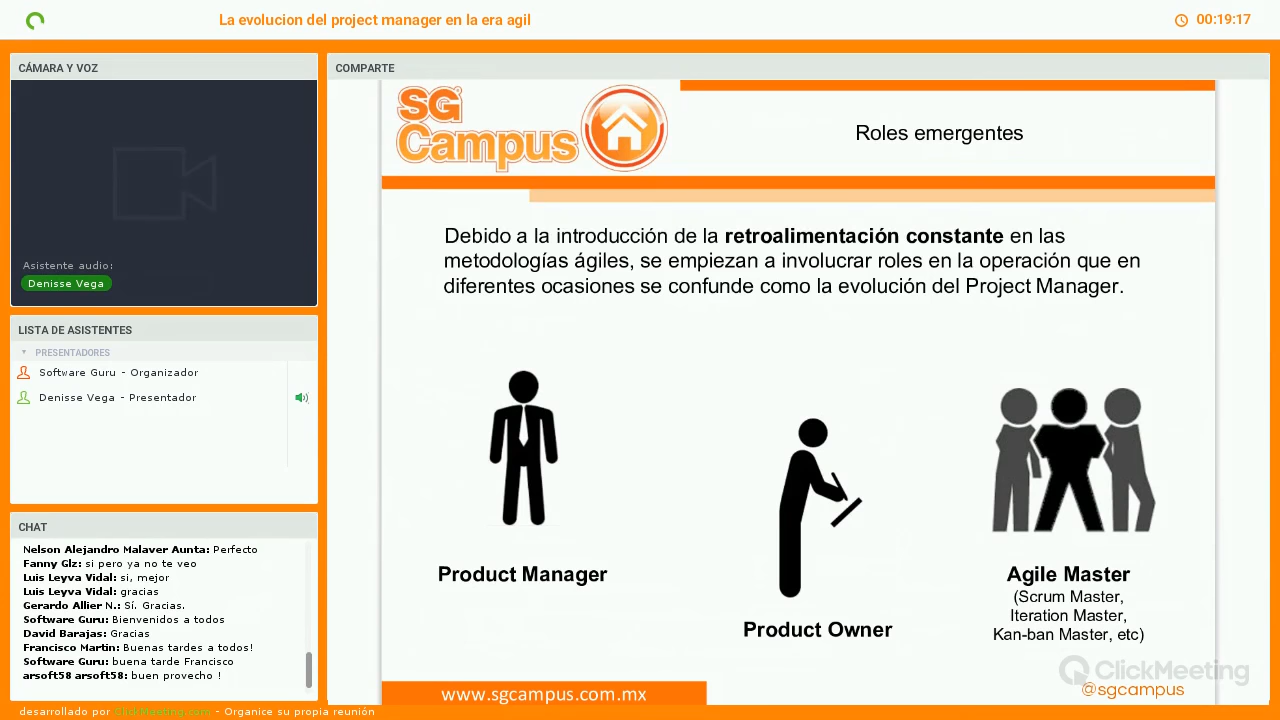 La evolucion del project manager en la era agil
00:19:17
CÁMARA Y VOZ
Asistente audio:
Denisse Vega
LISTA DE ASISTENTES
PRESENTADORES
Software Guru - Organizador
Denisse Vega - Presentador
CHAT
Nelson Alejandro Malaver Aunta: Perfecto
Fanny Glz: si pero ya no te veo
Luis Leyva Vidal: si, mejor
Luis Leyva Vidal: gracias
Gerardo Allier N.: Sí. Gracias.
Software Guru: Bienvenidos a todos
David Barajas: Gracias
Francisco Martin: Buenas tardes a todos!
Software Guru: buena tarde Francisco
arsoft58 arsoft58: buen provecho !
desarrollado por ClickMeeting.com - Organice su propia reunión
COMPARTE
SG
Campus
Roles emergentes
Debido a la introducción de la retroalimentación constante en las
metodologías ágiles, se empiezan a involucrar roles en la operación que en
diferentes ocasiones se confunde como la evolución del Project Manager.
Product Manager
Product Owner
Agile Master
(Scrum Master,
Iteration Master,
Kan-ban Master, etc)
ClickMeeting
@sgcampus
www.sgcampus.com.mx